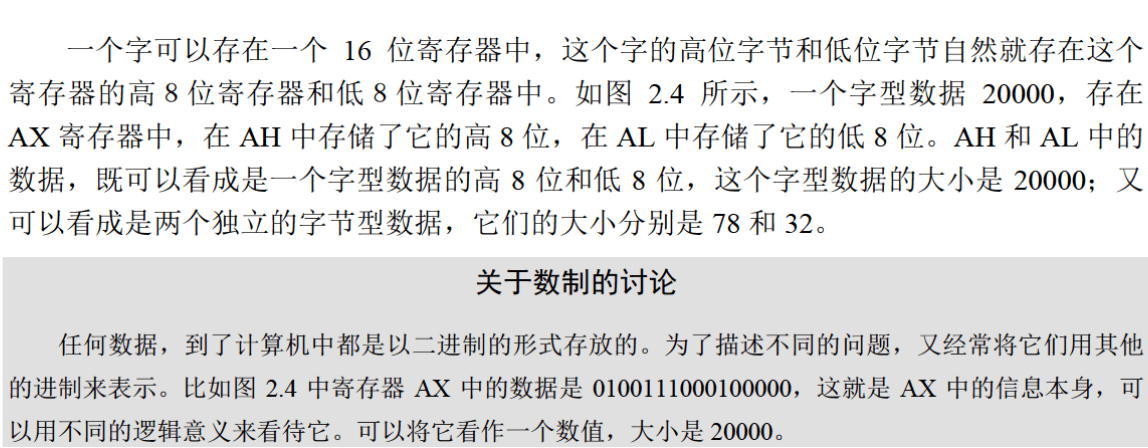 一个字可以存在一个 16 位寄存器中，这个字的高位字节和低位字节自然就存在这个
寄存器的高 8 位寄存器和低 8 位寄存器中。如图 2.4 所示，一个字型数据 20000，存在
AX 寄存器中，在 AH 中存储了它的高 8 位，在 AL 中存储了它的低 8 位。AH 和 AL 中的
数据，既可以看成是一个字型数据的高 8 位和低 8 位，这个字型数据的大小是 20000；又
可以看成是两个独立的字节型数据，它们的大小分别是 78 和 32。
关于数制的讨论
任何数据，到了计算机中都是以二进制的形式存放的。为了描述不同的问题，又经常将它们用其他
的进制来表示。比如图 2.4 中寄存器 AX 中的数据是 0100111000100000，这就是 AX 中的信息本身，可
以用不同的逻辑意义来看待它。可以将它看作一个数值，大小是 20000。